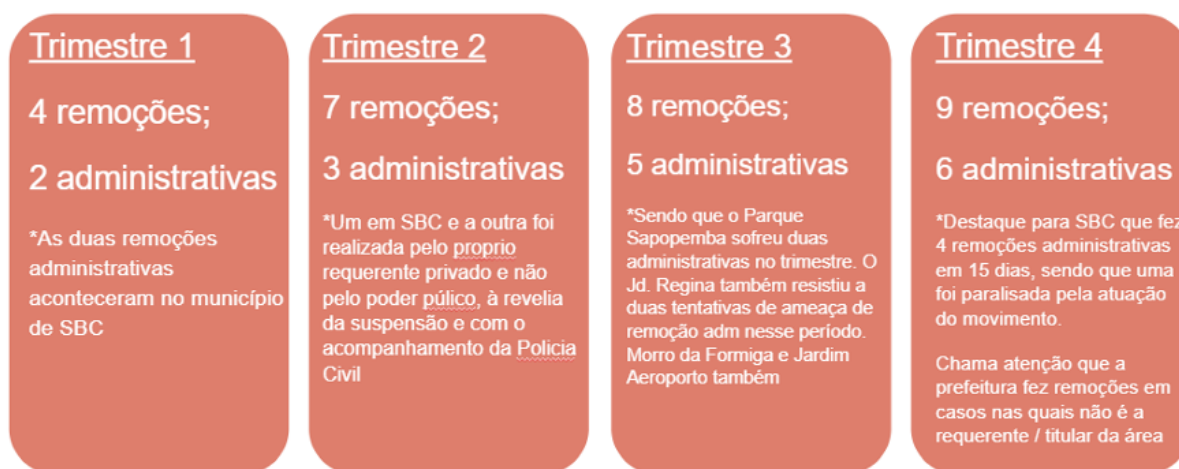 Trimestre 1
4 remoções;
2 administrativas
*As duas remoções
administrativas
aconteceram no município
de SBC
Trimestre 2
7 remoções;
3 administrativas
*Um em SBC e a outra foi
realizada pelo proprio
requerente privado e não
pelo poder púlico, à revelia
da suspensão e com o
acompanhamento da Policia
Civil
Trimestre 3
8 remoções;
5 administrativas
*Sendo que o Parque
Sapopemba sofreu duas
administrativas no trimestre. O
Jd. Regina também resistiu a
duas tentativas de ameaça de
remoção adm nesse período.
Morro da Formiga e Jardim
Aeroporto também
Trimestre 4
9 remoções;
6 administrativas
*Destaque para SBC que fez
4 remoções administrativas
em 15 dias, sendo que uma
foi paralisada pela atuação
do movimento.
Chama atenção que a
prefeitura fez remoções em
casos nas quais não é a
requerente / titular da área